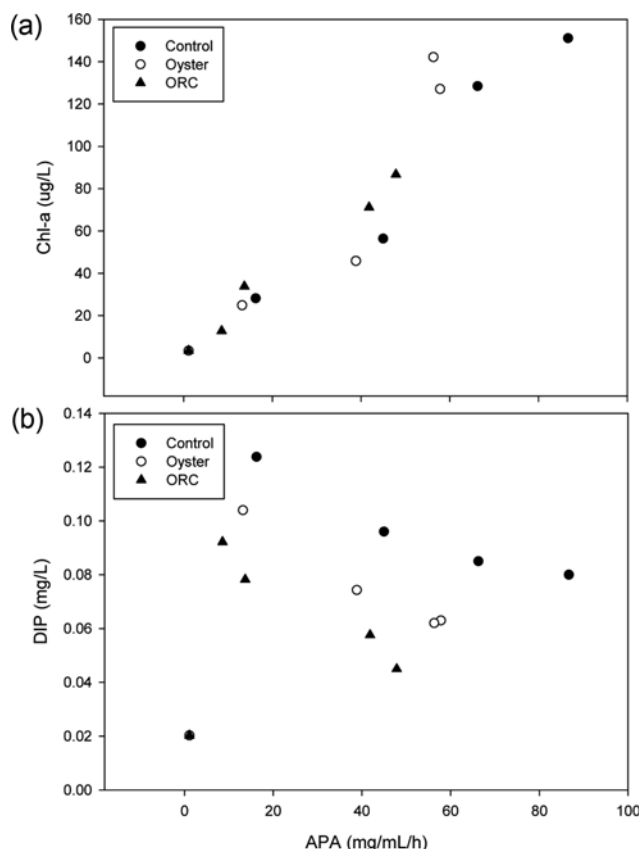 (a)
Control
Oyster
ORC
Chl-a (ug/L)
160
140
120
100
80
60
40
20
0
(b)
Control
Oyster
ORC
DIP (mg/L)
0.14
0.12
0.10
0.08
0.06
0.04
0.02
0.00
0 20 40 60 80 100
APA (mg/mL/h)